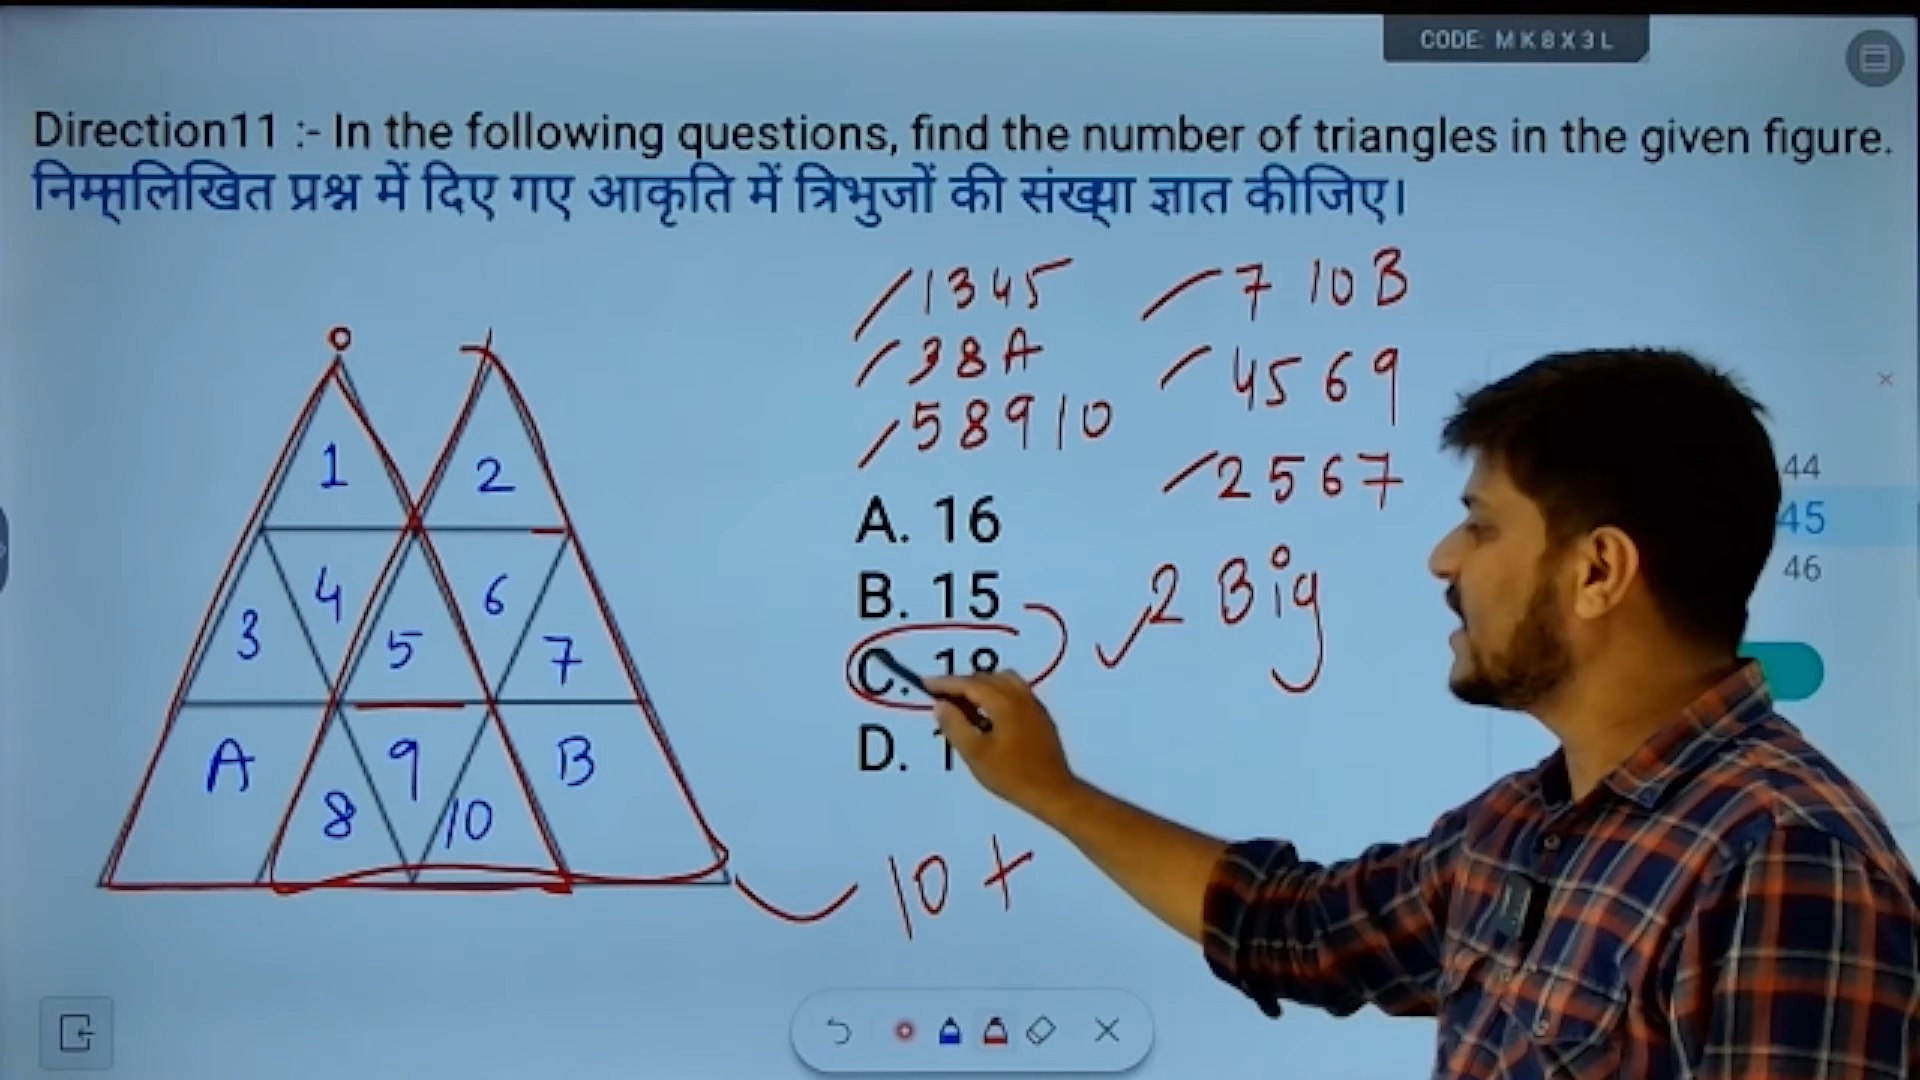 CODE: MK8X3L
Direction11 :- In the following questions, find the number of triangles in the given figure.
निम्नलिखित प्रश्न में दिए गए आकृति में त्रिभुजों की संख्या ज्ञात कीजिए।
1345
38A
58910
7 10B
4569
2567
2 Big
1
2
3
4
5
6
7
A
8
9
10
B
A. 16
B. 15
C. 18
D.
10 +
44
45
46